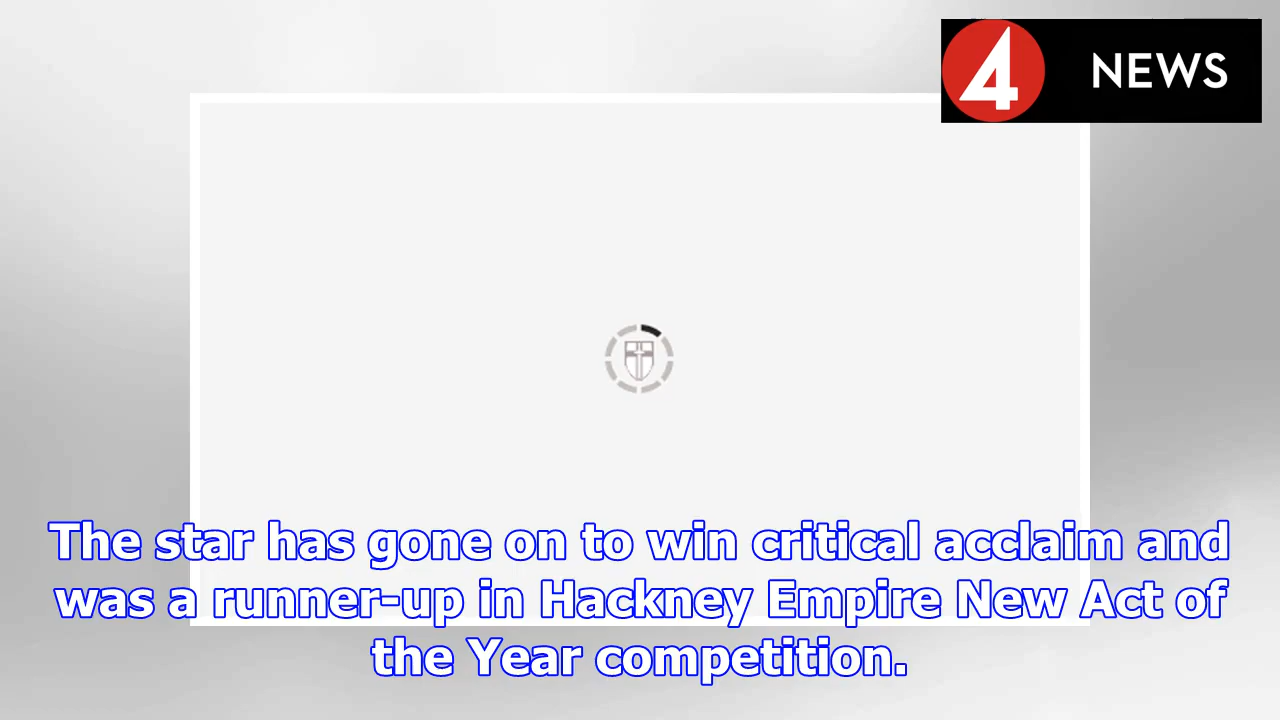 4 NEWS
The star has gone on to win critical acclaim and
was a runner-up in Hackney Empire New Act of
the Year competition.